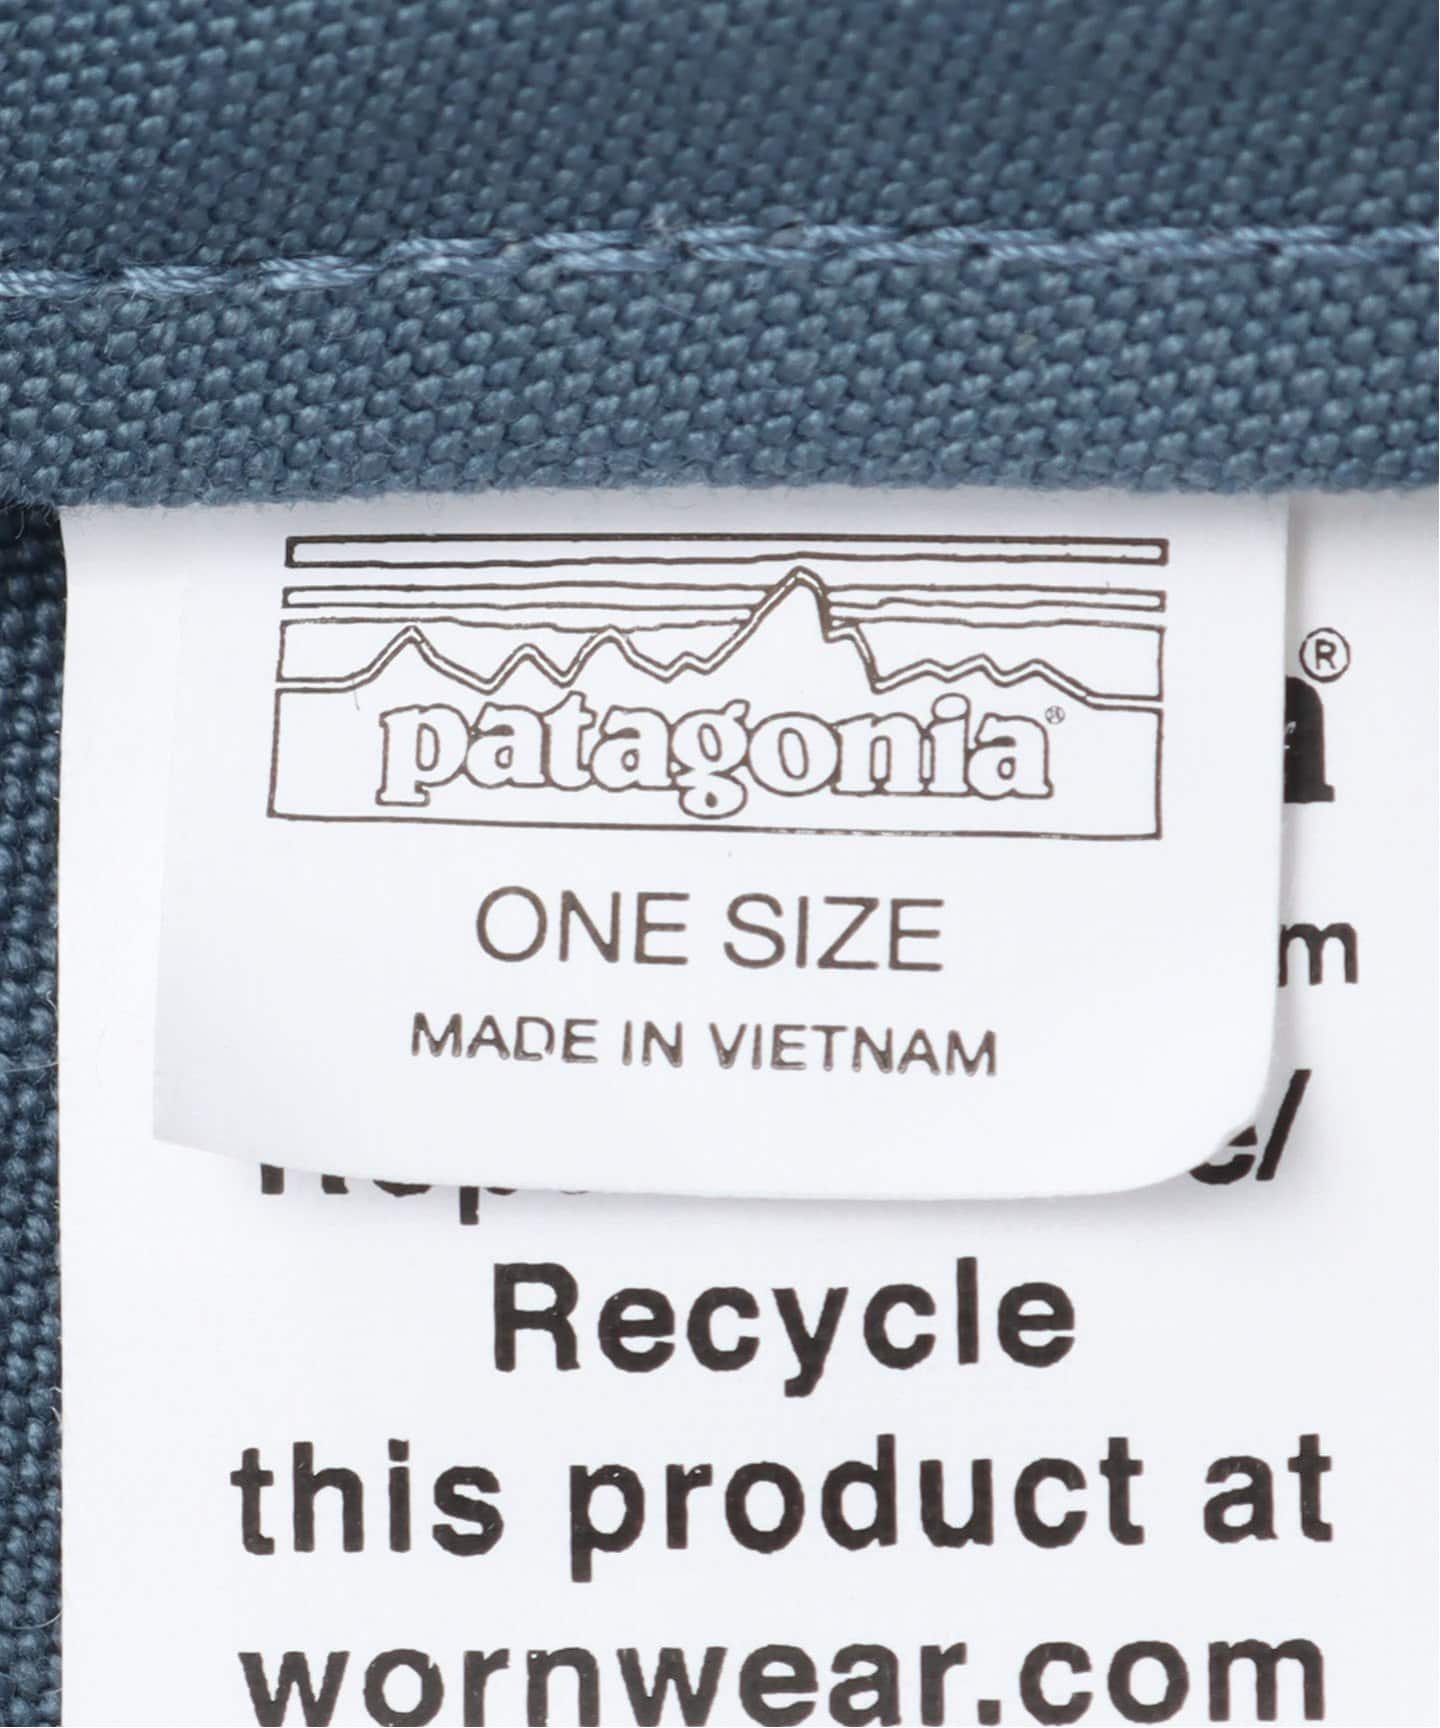 patagonia®
ONE SIZE
MADE IN VIETNAM
®
Recycle
this product at
wornwear.com